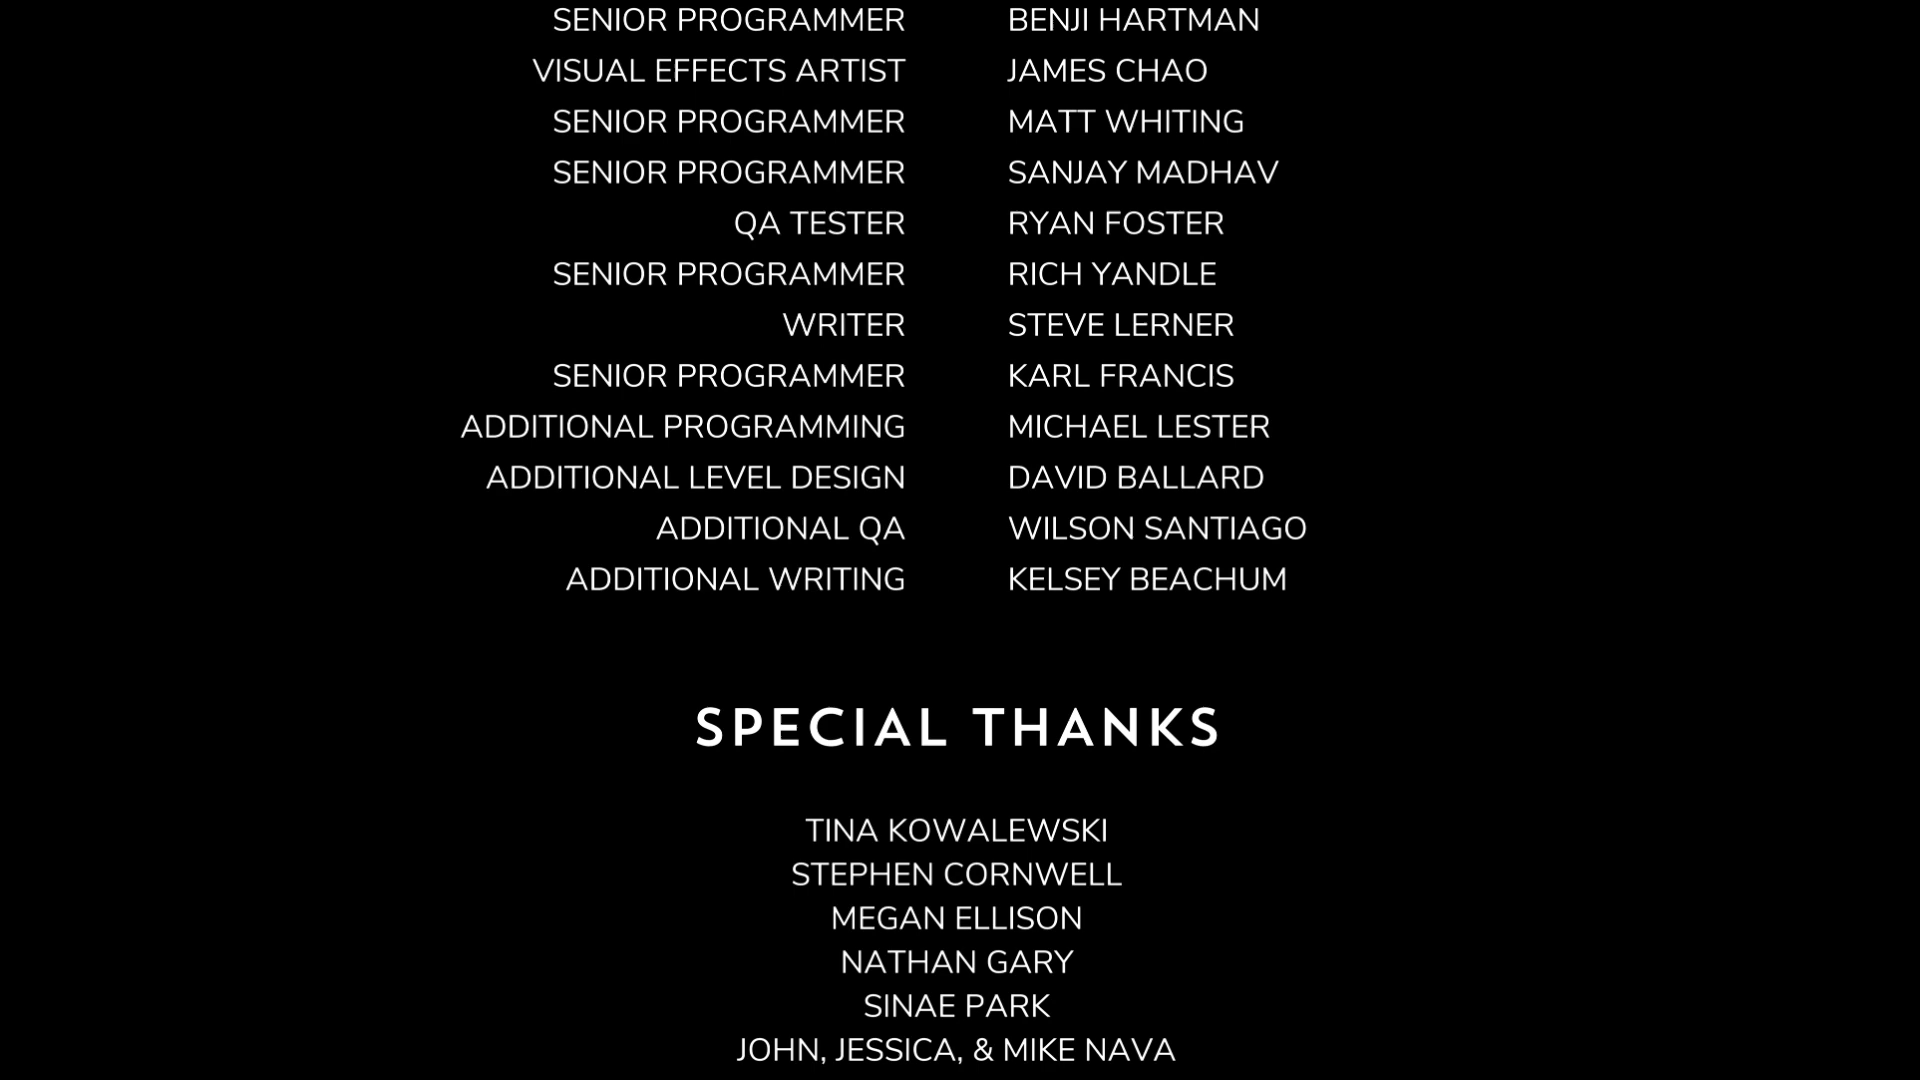 SENIOR PROGRAMMER BENJI HARTMAN
VISUAL EFFECTS ARTIST JAMES CHAO
SENIOR PROGRAMMER MATT WHITING
SENIOR PROGRAMMER SANJAY MADHAV
QA TESTER RYAN FOSTER
SENIOR PROGRAMMER RICH YANDLE
WRITER STEVE LERNER
SENIOR PROGRAMMER KARL FRANCIS
ADDITIONAL PROGRAMMING MICHAEL LESTER
ADDITIONAL LEVEL DESIGN DAVID BALLARD
ADDITIONAL QA WILSON SANTIAGO
ADDITIONAL WRITING KELSEY BEACHUM
SPECIAL THANKS
TINA KOWALEWSKI
STEPHEN CORNWELL
MEGAN ELLISON
NATHAN GARY
SINAE PARK
JOHN, JESSICA, & MIKE NAVA